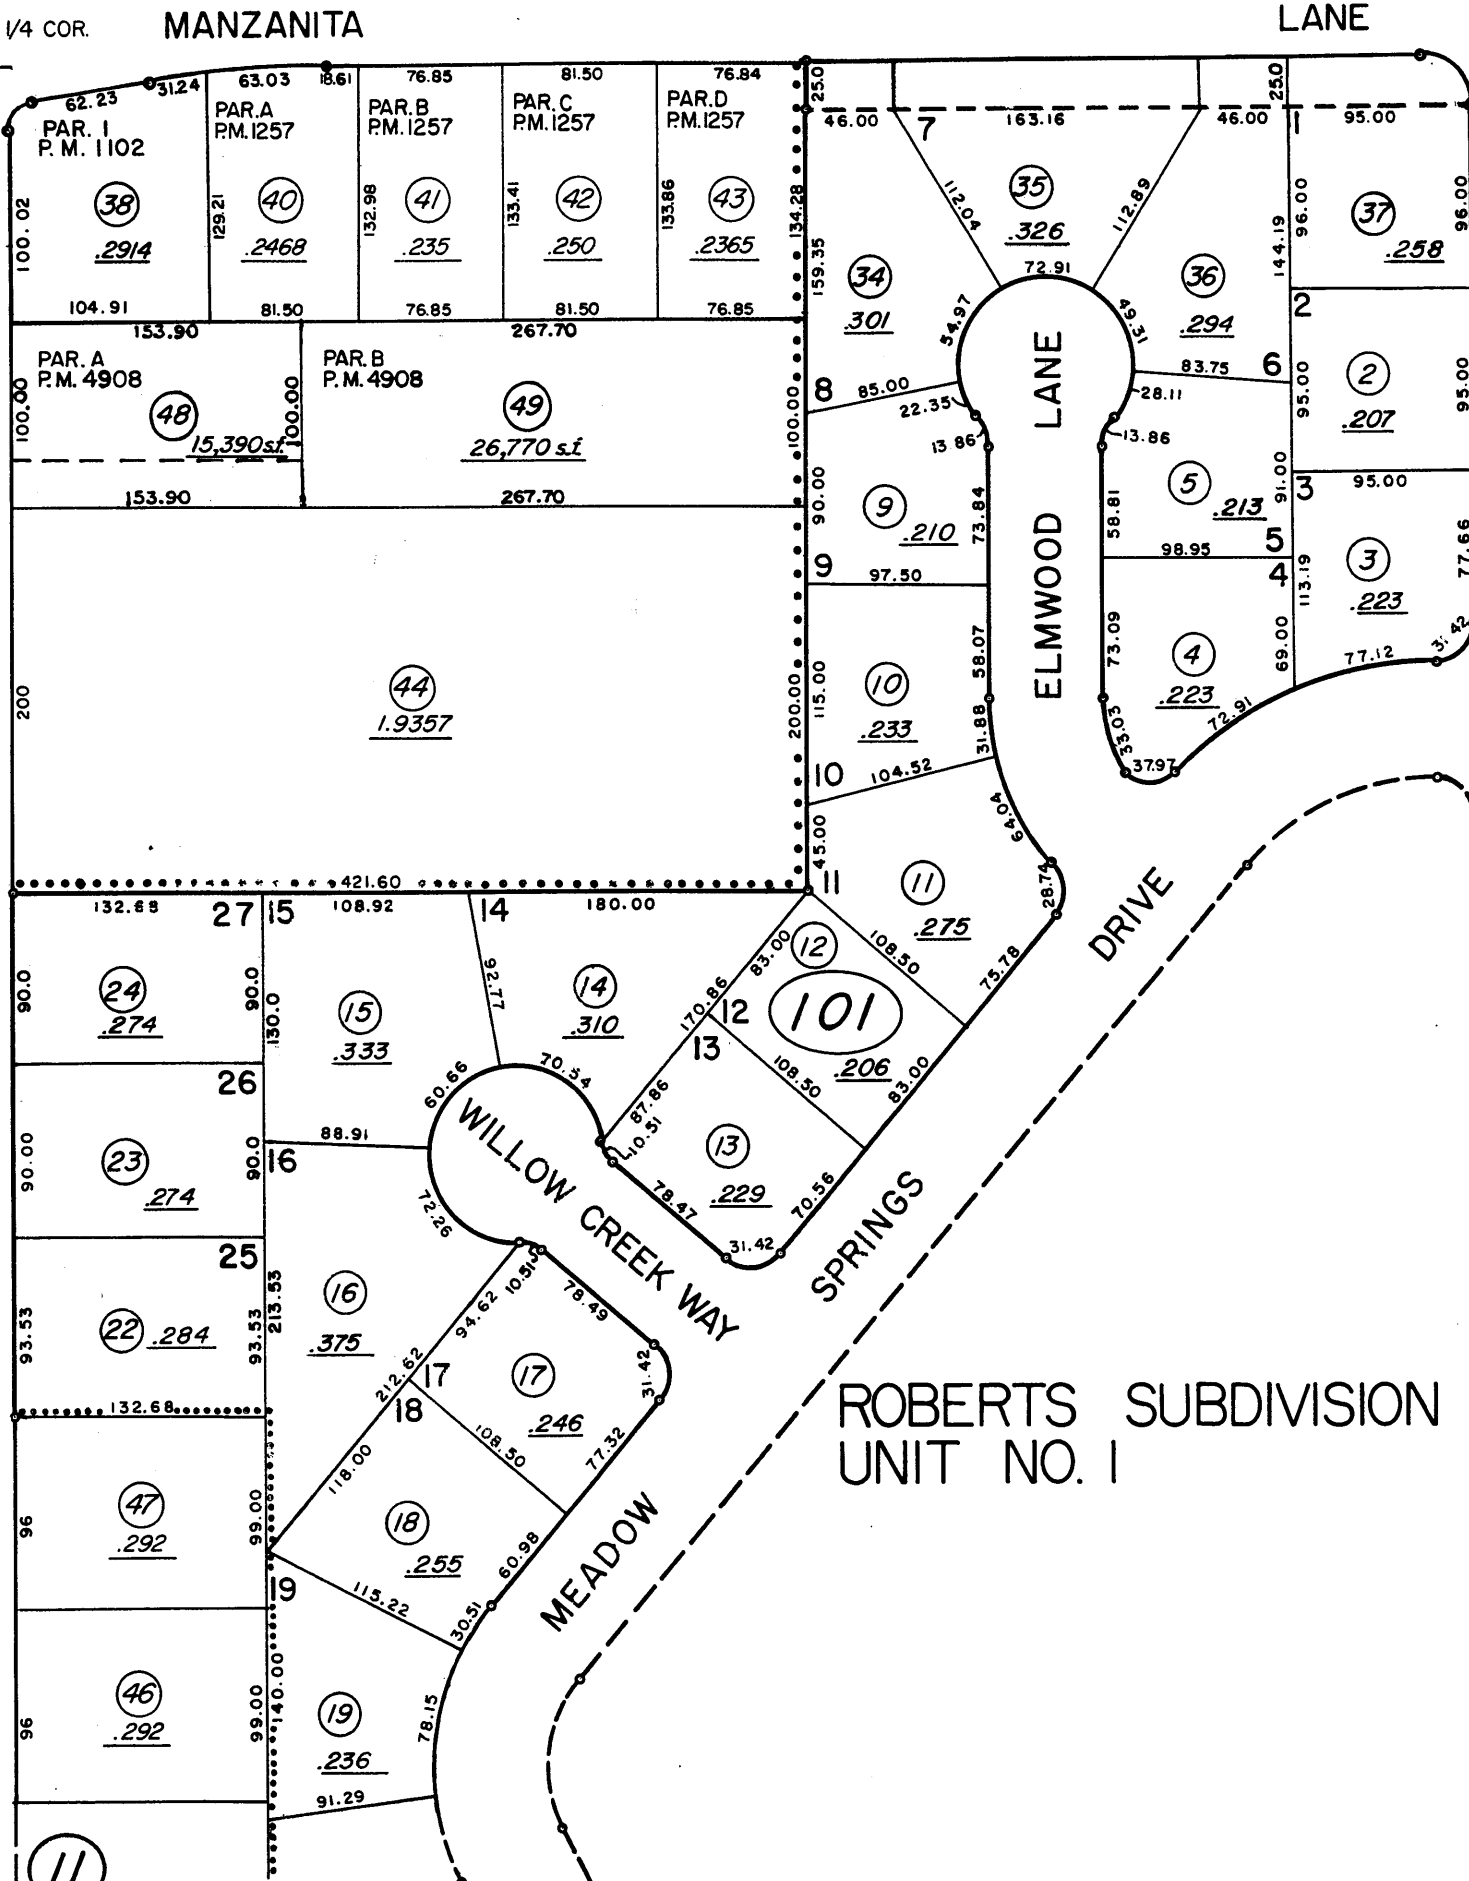 1/4 COR. MANZANITA LANE
62.23 31.24 63.03 18.61 76.85 81.50 76.84 25.0 25.0
PAR. 1
P. M. 1102
PAR. A
P.M. 1257
PAR. B
P.M. 1257
PAR. C
P.M. 1257
PAR. D
P.M. 1257
46.00 7 163.16 46.00 1 95.00
100.02 38 .2914 129.21 40 .2468 132.98 41 .235 133.41 42 .250 133.86 43 .2365 134.28
104.91 81.50 76.85 81.50 76.85
159.35 34 .301 112.04 35 .326 112.89 36 .294 144.19 96.00 37 .258 96.00
72.91 54.97 49.31
153.90 267.70
PAR. A
P.M. 4908
PAR. B
P.M. 4908
100.00 48 15,390 s.f. 100.00 49 26,770 s.f. 100.00
153.90 267.70
8 85.00 22.35 13.86 28.11 13.86 83.75 6
2 95.00 2 .207 95.00
90.00 9 .210 73.84 58.81 5 .213 91.00 3 95.00
ELMWOOD LANE
9 97.50 98.95 5
4 113.19 3 .223 77.66
200 44 1.9357 200.00
115.00 10 .233 58.07 31.88 73.09 4 .223 69.00 77.12 31.42
33.03 37.97 72.91
10 104.52 64.04
45.00 11 11 .275 28.74
421.60
132.68 27 15 108.92 14 180.00
90.0 24 .274 90.0 130.0 15 .333 92.77 14 .310
83.00 12 108.50 75.78
170.86 12 101 .206 83.00
13 108.50
26 60.66 70.54 87.86 10.51 13 .229 70.56
90.00 23 .274 90.0 88.91 16
72.26 78.47 31.42
WILLOW CREEK WAY
25
93.53 22 .284 93.53 213.53 16 .375 94.62 10.51 78.49
212.62 17 17 .246 31.42
132.68 18 108.50 77.32
118.00
MEADOW SPRINGS DRIVE
ROBERTS SUBDIVISION
UNIT NO. 1
96 47 .292 99.00 18 .255 60.98
19 115.22 30.51
96 46 .292 99.00 140.00 19 .236 78.15
91.29
11